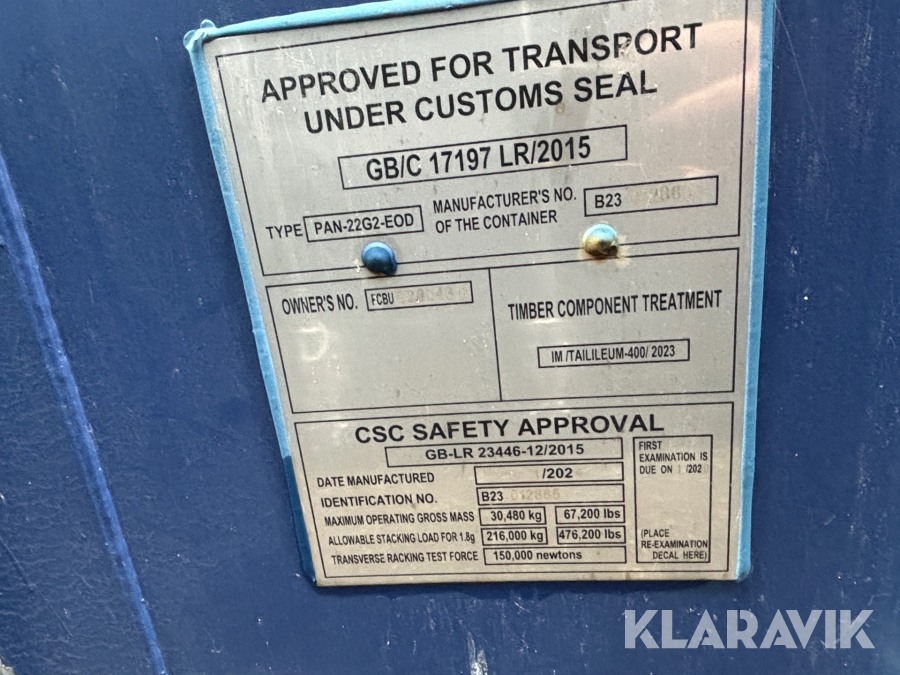 APPROVED FOR TRANSPORT
UNDER CUSTOMS SEAL
GB/C 17197 LR/2015
TYPE PAN-22G2-EOD
MANUFACTURER'S NO.
OF THE CONTAINER
B23
OWNER'S NO. FCBU
TIMBER COMPONENT TREATMENT
IM /TAILILEUM-400/ 2023
CSC SAFETY APPROVAL
GB-LR 23446-12/2015
DATE MANUFACTURED /202
IDENTIFICATION NO. B23
MAXIMUM OPERATING GROSS MASS 30,480 kg 67,200 lbs
ALLOWABLE STACKING LOAD FOR 1.8g 216,000 kg 476,200 lbs
TRANSVERSE RACKING TEST FORCE 150,000 newtons
FIRST
EXAMINATION IS
DUE ON /202
(PLACE
RE-EXAMINATION
DECAL HERE)
KLARAVIK